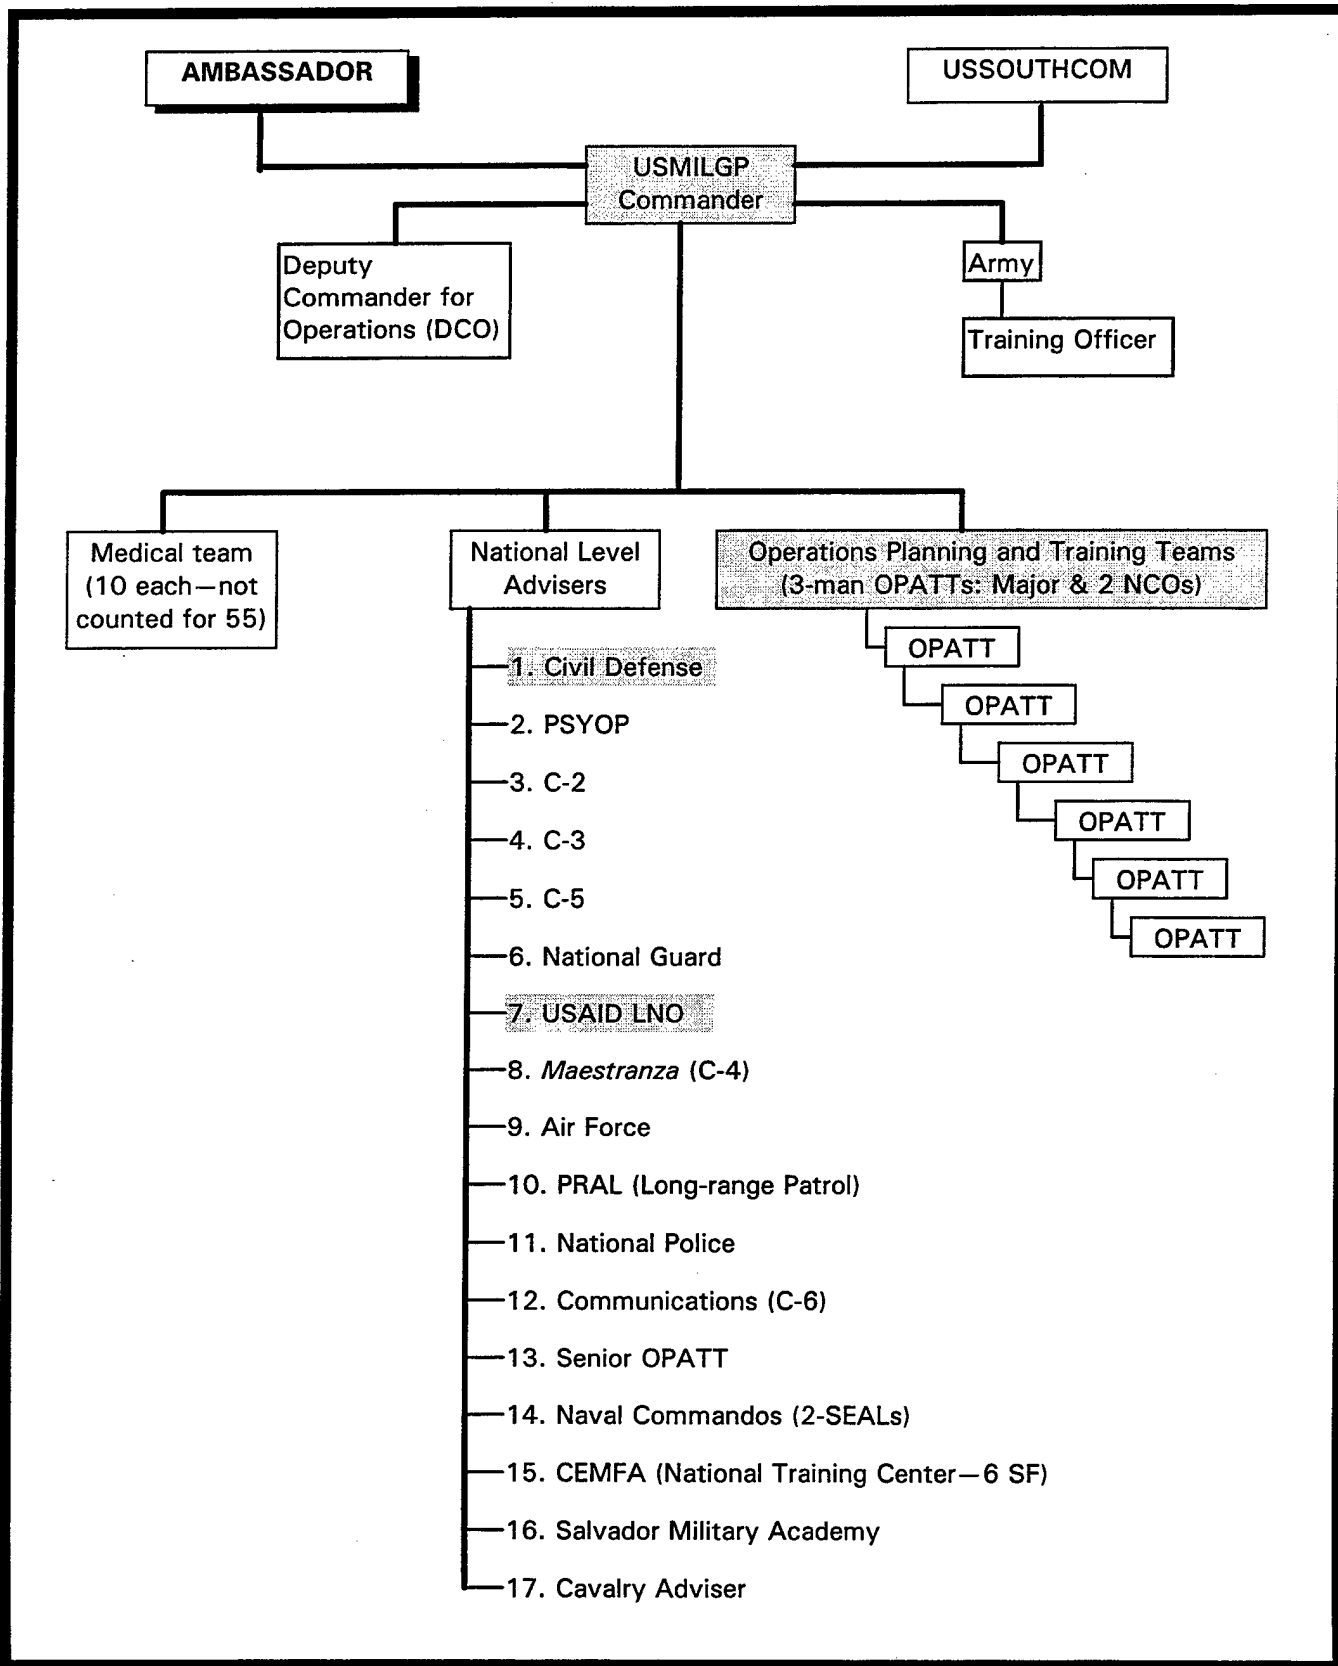 AMBASSADOR
USSOUTHCOM
USMILGP
Commander
Deputy
Commander for
Operations (DCO)
Army
Training Officer
Medical team
(10 each—not
counted for 55)
National Level
Advisers
Operations Planning and Training Teams
(3-man OPATTs: Major & 2 NCOs)
OPATT
OPATT
OPATT
OPATT
OPATT
OPATT
1. Civil Defense
2. PSYOP
3. C-2
4. C-3
5. C-5
6. National Guard
7. USAID LNO
8. Maestranza (C-4)
9. Air Force
10. PRAL (Long-range Patrol)
11. National Police
12. Communications (C-6)
13. Senior OPATT
14. Naval Commandos (2-SEALs)
15. CEMFA (National Training Center—6 SF)
16. Salvador Military Academy
17. Cavalry Adviser